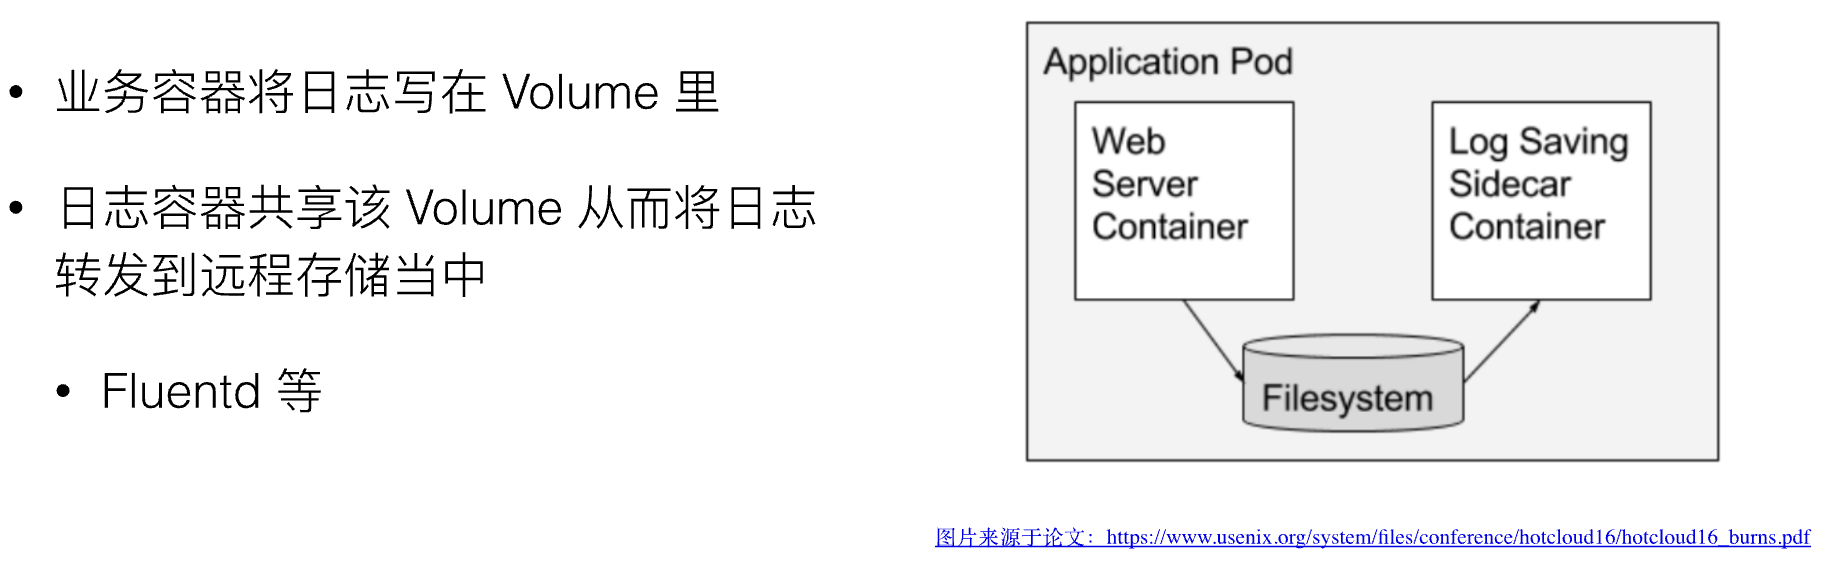 • 业务容器将日志写在 Volume 里
• 日志容器共享该 Volume 从而将日志
转发到远程存储当中
• Fluentd 等
Application Pod
Web
Server
Container
Log Saving
Sidecar
Container
Filesystem
图片来源于论文：https://www.usenix.org/system/files/conference/hotcloud16/hotcloud16_burns.pdf